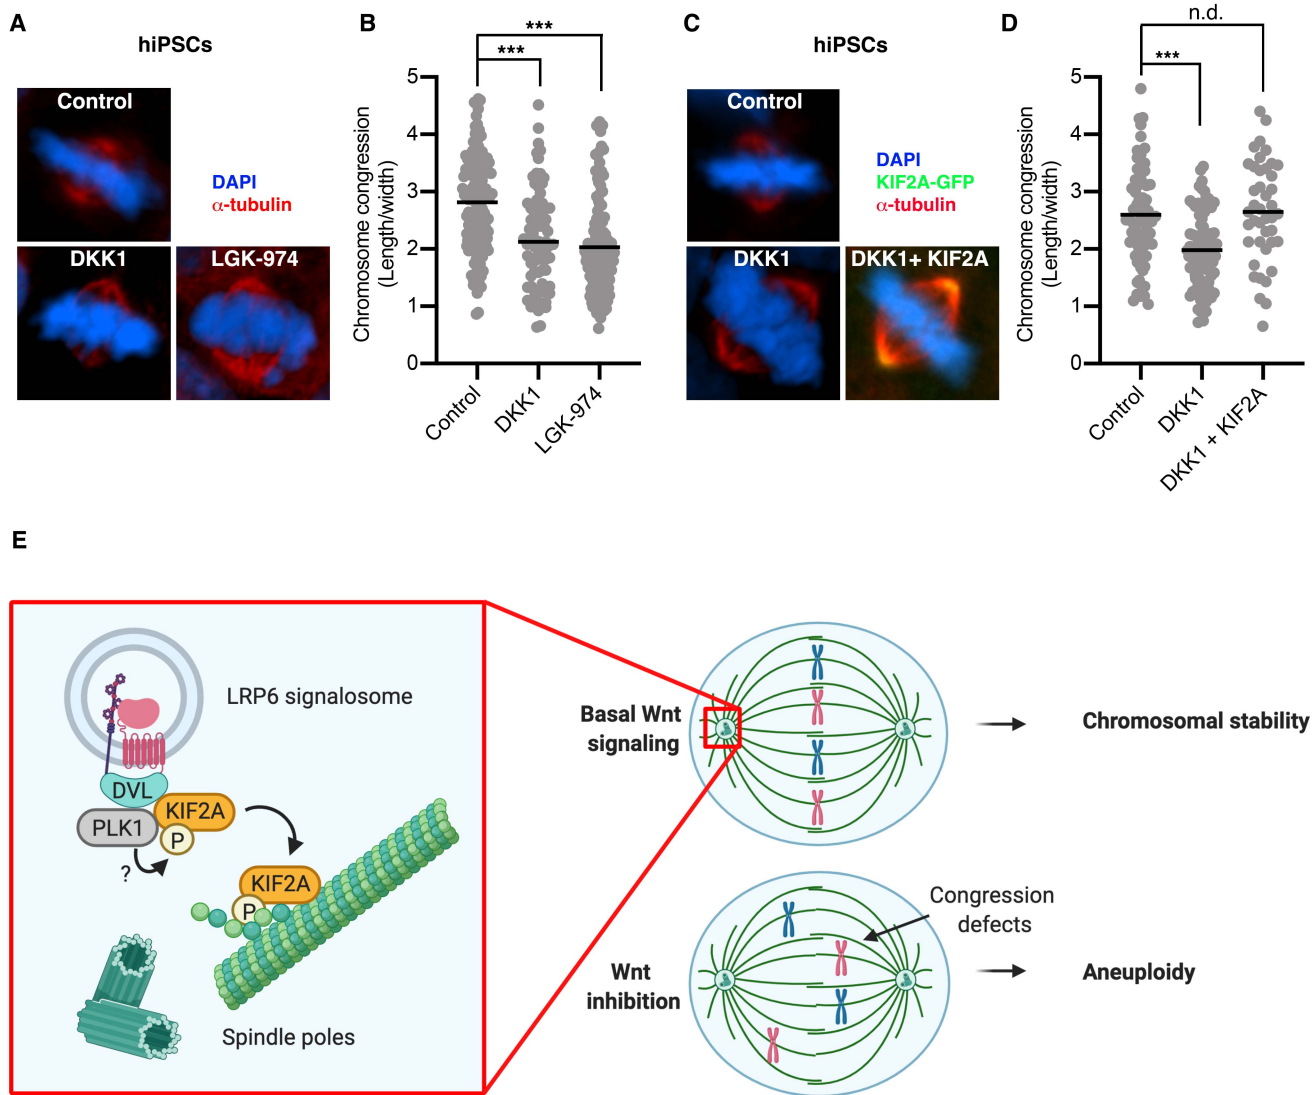 A
hiPSCs
Control
DAPI
α-tubulin
DKK1
LGK-974
B
***
***
Chromosome congression
(Length/width)
5
4
3
2
1
0
Control
DKK1
LGK-974
C
hiPSCs
Control
DAPI
KIF2A-GFP
α-tubulin
DKK1
DKK1+ KIF2A
D
n.d.
***
Chromosome congression
(Length/width)
5
4
3
2
1
0
Control
DKK1
DKK1 + KIF2A
E
LRP6 signalosome
DVL
KIF2A
PLK1
P
?
KIF2A
P
Spindle poles
Basal Wnt
signaling
Chromosomal stability
Congression
defects
Wnt
inhibition
Aneuploidy